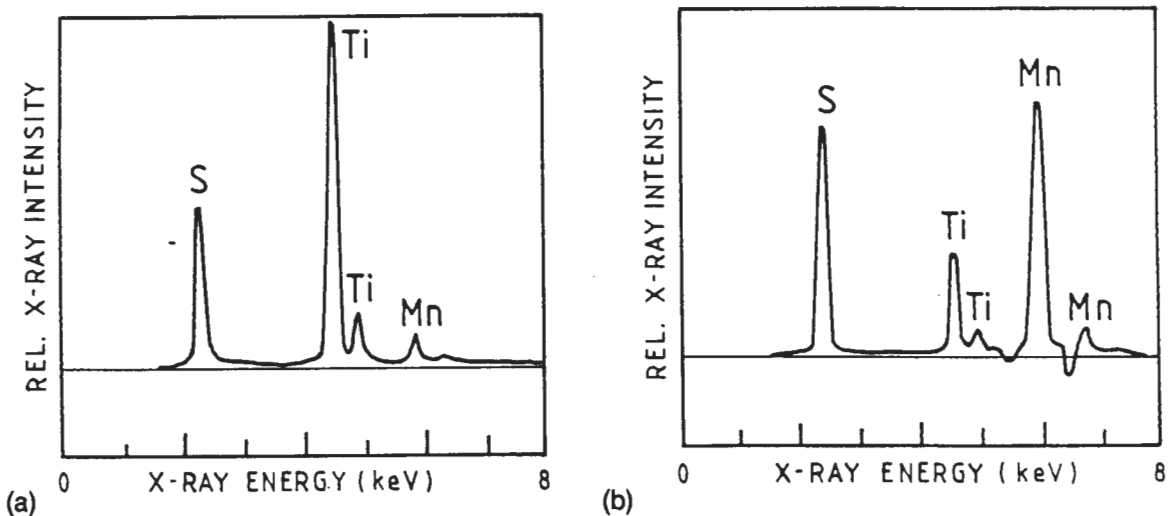 REL. X-RAY INTENSITY
S
Ti
Ti
Mn
0
8
X-RAY ENERGY (keV)
(a)
REL. X-RAY INTENSITY
S
Ti
Ti
Mn
Mn
0
8
X-RAY ENERGY (keV)
(b)